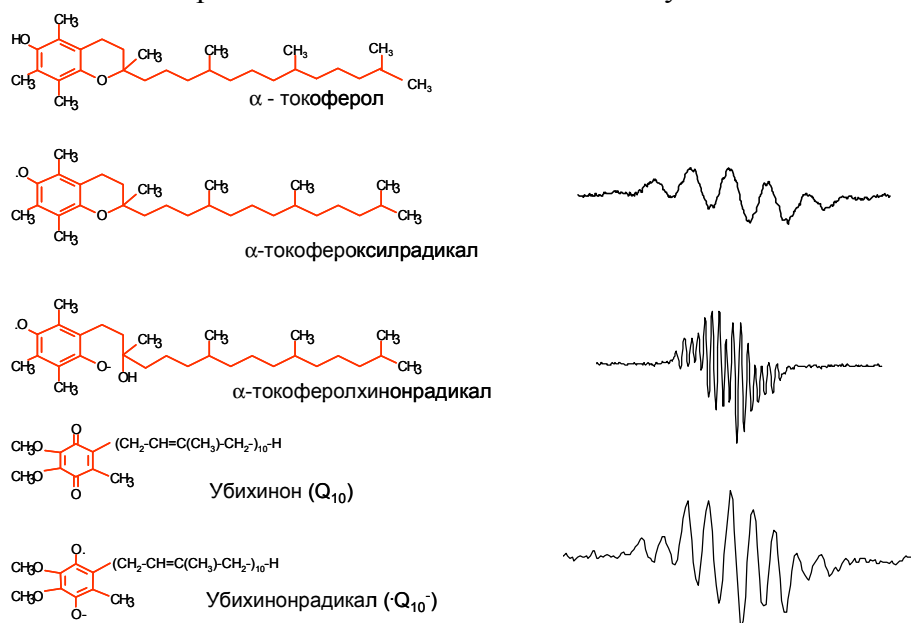 CH₃ CH₃ CH₃ CH₃
HO CH₃
CH₃ O CH₃
CH₃
α - токоферол
CH₃
.O CH₃ CH₃ CH₃
CH₃
CH₃ O CH₃
CH₃
α-токофероксилрадикал
CH₃
.O CH₃ CH₃ CH₃
CH₃
CH₃ O- OH CH₃
CH₃
α-токоферолхинонрадикал
O
CH₃O (CH₂-CH=C(CH₃)-CH₂-)₁₀-H
CH₃O CH₃
O
Убихинон (Q₁₀)
O.
CH₃O (CH₂-CH=C(CH₃)-CH₂-)₁₀-H
CH₃O CH₃
O-
Убихинонрадикал (·Q₁₀⁻)